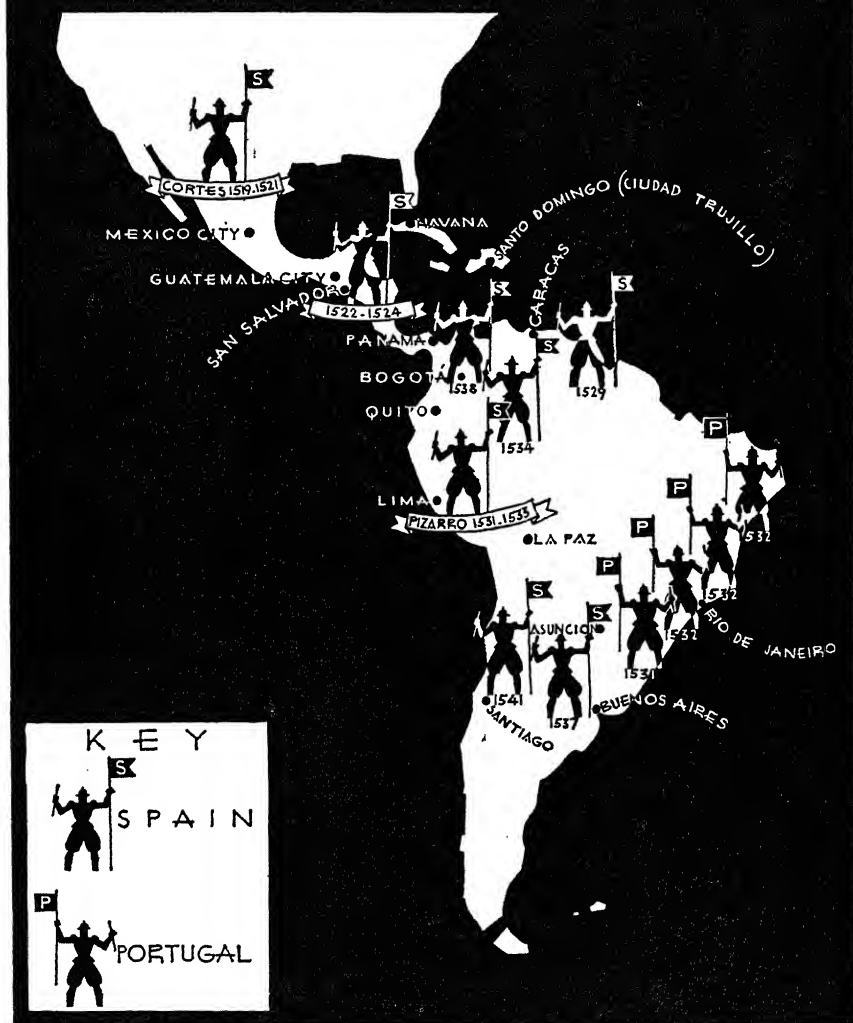 S
CORTES 1519-1521
S
HAVANA
SANTO DOMINGO (CIUDAD TRUJILLO)
MEXICO CITY
GUATEMALA CITY
SAN SALVADOR
1522-1524
S
CARACAS
S
PANAMA
S
BOGOTÁ
1538
1529
QUITO
S
1534
P
LIMA
PIZARRO 1531-1533
P
1532
LA PAZ
P
1532
S
P
ASUNCION
S
1532
RIO DE JANEIRO
1531
1541
1537
SANTIAGO
BUENOS AIRES
KEY
S
SPAIN
P
PORTUGAL